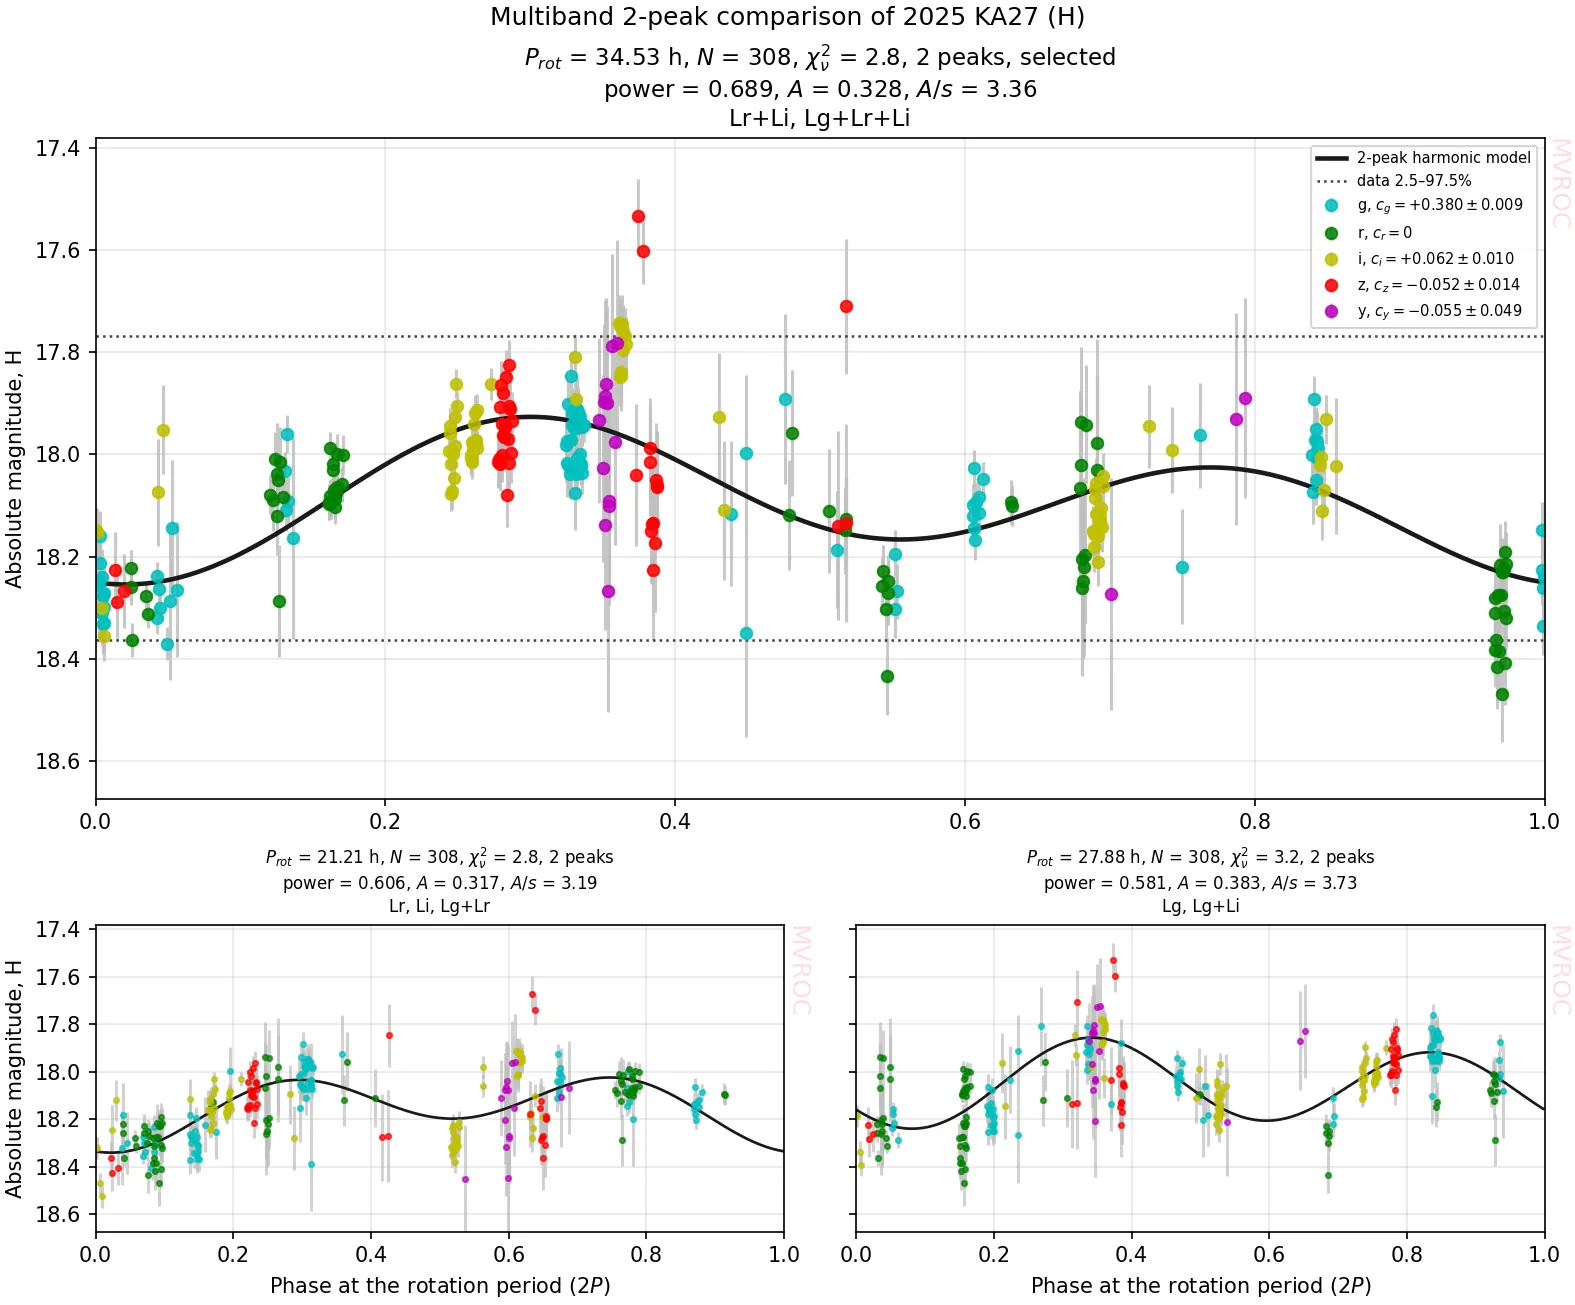 Multiband 2-peak comparison of 2025 KA27 (H)
P_rot = 34.53 h, N = 308, χ²_ν = 2.8, 2 peaks, selected
power = 0.689, A = 0.328, A/s = 3.36
Lr+Li, Lg+Lr+Li
17.4
17.6
17.8
18.0
18.2
18.4
18.6
Absolute magnitude, H
0.0 0.2 0.4 0.6 0.8 1.0
2-peak harmonic model
data 2.5–97.5%
g, c_g = +0.380 ± 0.009
r, c_r = 0
i, c_i = +0.062 ± 0.010
z, c_z = −0.052 ± 0.014
y, c_y = −0.055 ± 0.049
MVROC
P_rot = 21.21 h, N = 308, χ²_ν = 2.8, 2 peaks
power = 0.606, A = 0.317, A/s = 3.19
Lr, Li, Lg+Lr
17.4
17.6
17.8
18.0
18.2
18.4
18.6
Absolute magnitude, H
0.0 0.2 0.4 0.6 0.8 1.0
Phase at the rotation period (2P)
MVROC
P_rot = 27.88 h, N = 308, χ²_ν = 3.2, 2 peaks
power = 0.581, A = 0.383, A/s = 3.73
Lg, Lg+Li
0.0 0.2 0.4 0.6 0.8 1.0
Phase at the rotation period (2P)
MVROC